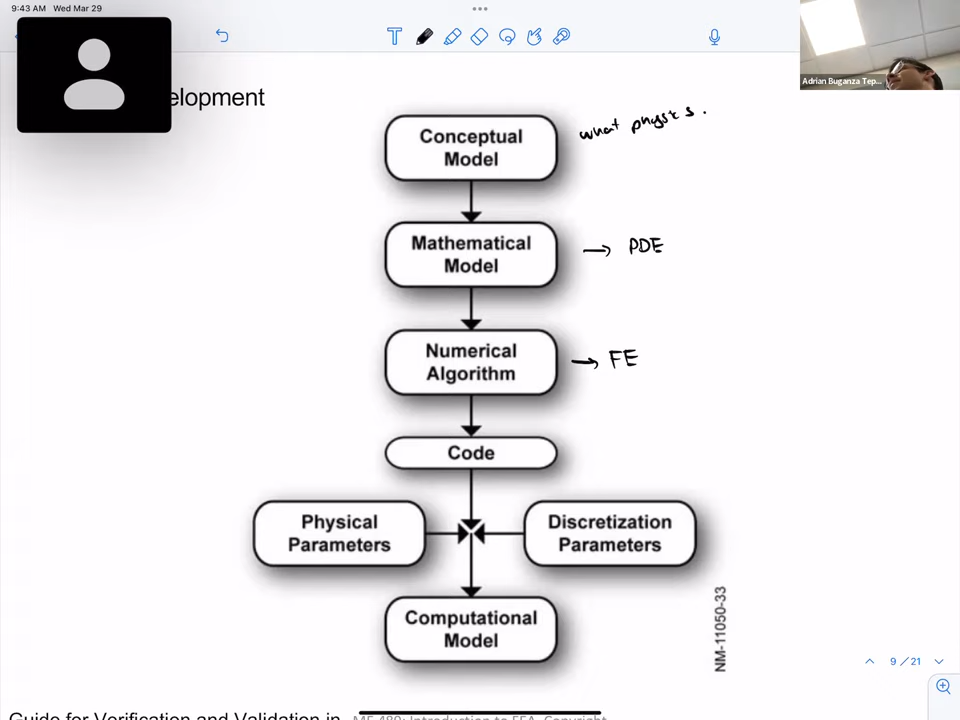 9:43 AM Wed Mar 29
elopment
Adrian Buganza Tep...
Conceptual
Model
what physics.
Mathematical
Model
→ PDE
Numerical
Algorithm
→ FE
Code
Physical
Parameters
Discretization
Parameters
Computational
Model
NM-11050-33
9/21
Guide for Verification and Validation in
ME 489: Introduction to FEA, Copyright